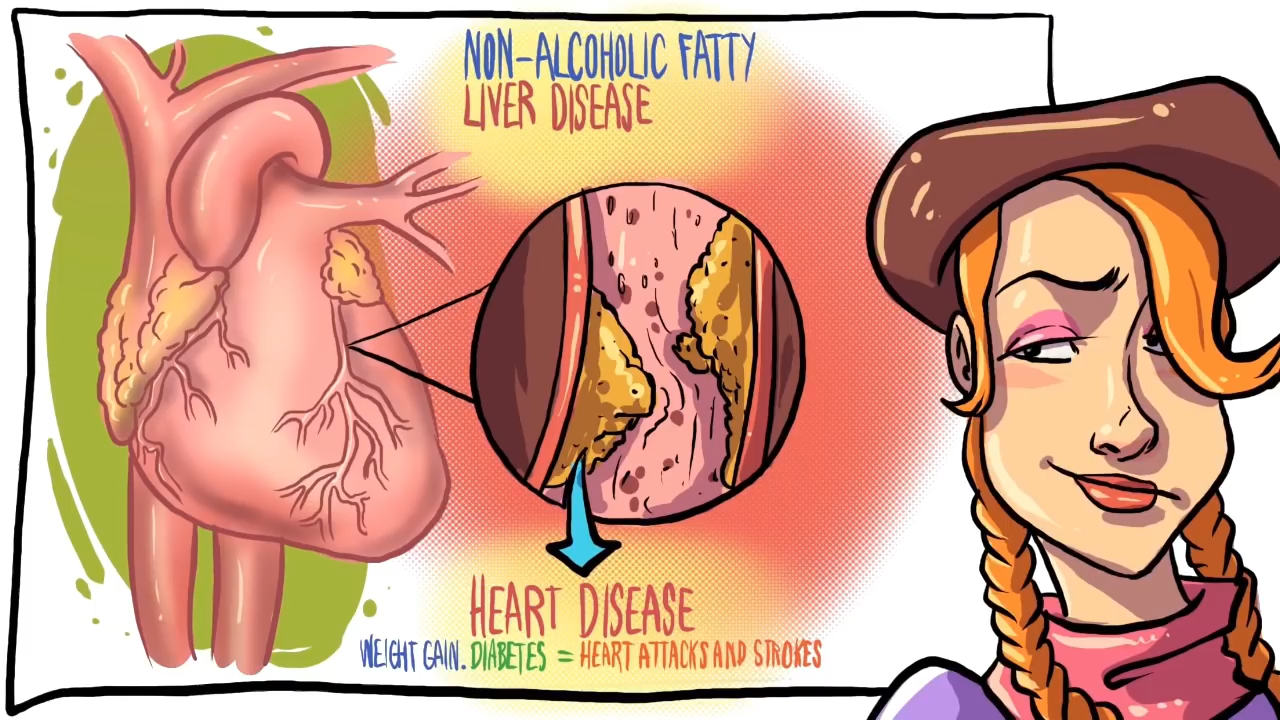 NON-ALCOHOLIC FATTY
LIVER DISEASE
HEART DISEASE
WEIGHT GAIN. DIABETES = HEART ATTACKS AND STROKES